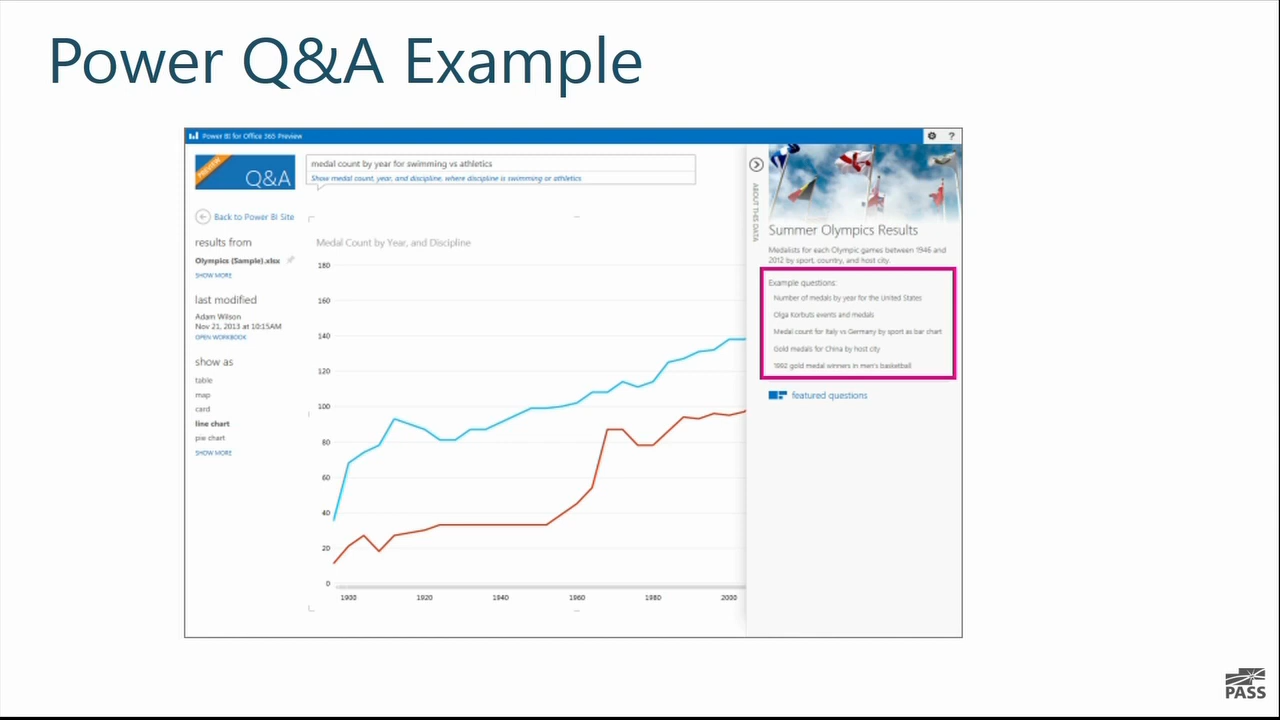 Power Q&A Example
Power BI for Office 365 Preview
?
PREVIEW
Q&A
medal count by year for swimming vs athletics
Show medal count, year, and discipline, where discipline is swimming or athletics
Back to Power BI Site
results from
Olympics (Sample).xlsx
SHOW MORE
last modified
Adam Wilson
Nov 21, 2013 at 10:15AM
OPEN WORKBOOK
show as
table
map
card
line chart
pie chart
SHOW MORE
Medal Count by Year, and Discipline
180
160
140
120
100
80
60
40
20
0
1900
1920
1940
1960
1980
2000
ABOUT THIS DATA
Summer Olympics Results
Medalists for each Olympic games between 1946 and
2012 by sport, country, and host city.
Example questions:
Number of medals by year for the United States
Olga Korbuts events and medals
Medal count for Italy vs Germany by sport as bar chart
Gold medals for China by host city
1992 gold medal winners in men's basketball
featured questions
PASS